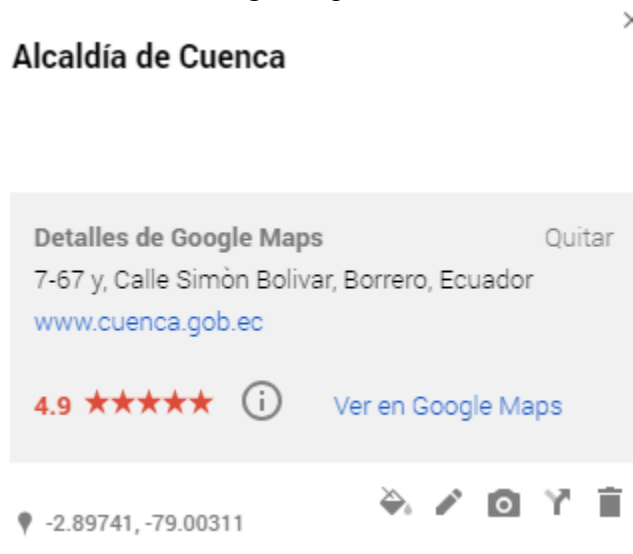 Alcaldía de Cuenca
Detalles de Google Maps Quitar
7-67 y, Calle Simòn Bolivar, Borrero, Ecuador
www.cuenca.gob.ec
4.9 ★★★★★ Ver en Google Maps
-2.89741, -79.00311